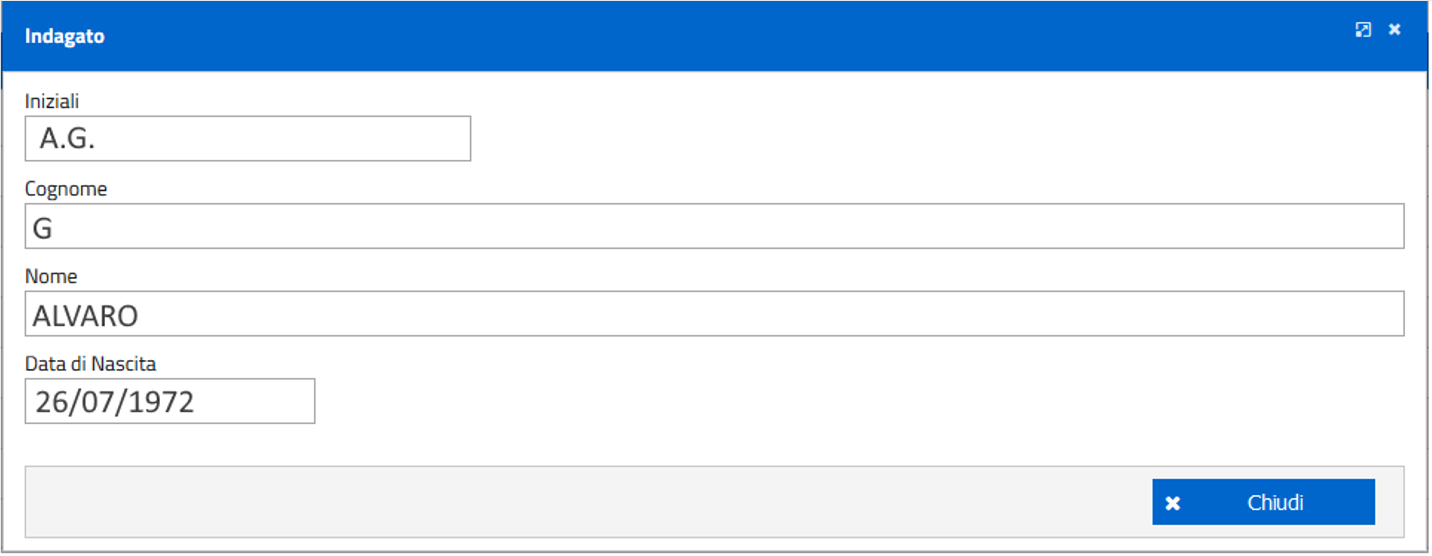 Indagato
Iniziali
A.G.
Cognome
G
Nome
ALVARO
Data di Nascita
26/07/1972
Chiudi